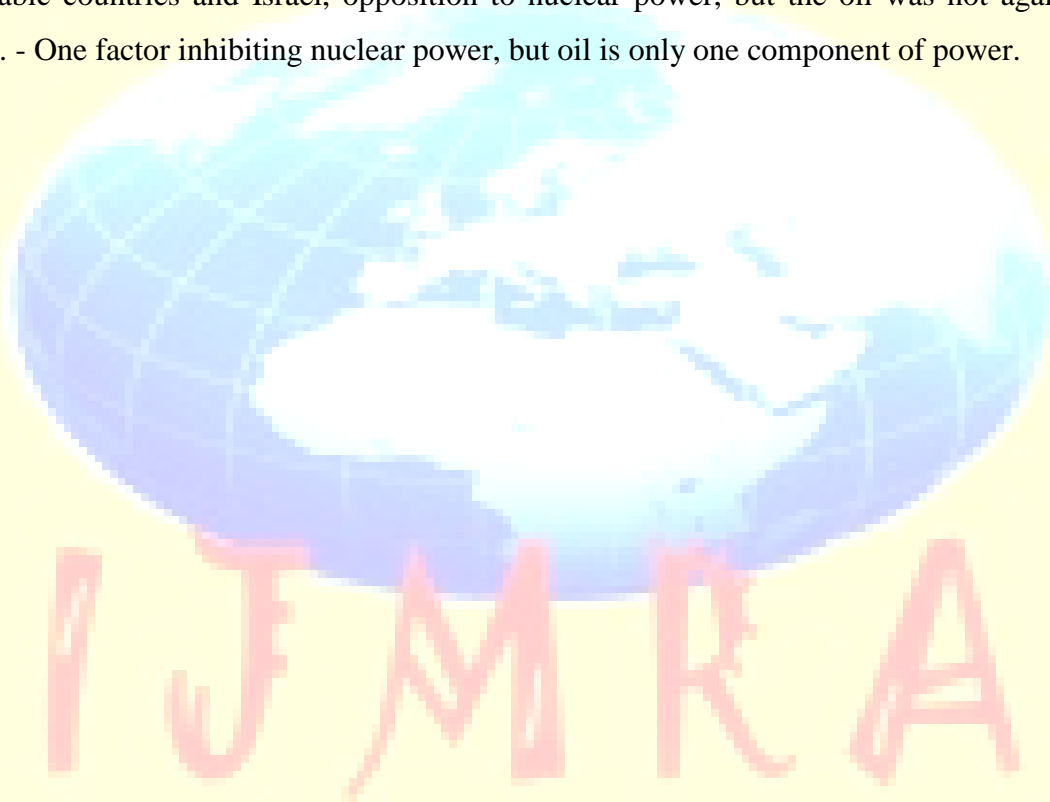 countries and Israel, opposition to nuclear power, but the oil was not
. - One factor inhibiting nuclear power, but oil is only one component of power.
IJMRA